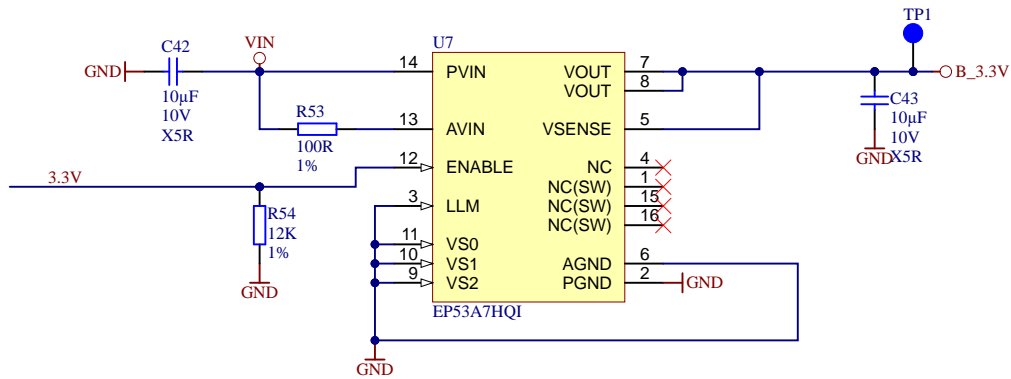 TP1
C42
VIN
U7
GND
14
PVIN
VOUT
7
B_3.3V
VOUT
8
10µF
10V
X5R
C43
10µF
10V
X5R
GND
R53
100R
1%
13
AVIN
VSENSE
5
12
ENABLE
NC
4
3.3V
NC(SW)
1
3
LLM
NC(SW)
15
R54
12K
1%
NC(SW)
16
11
VS0
10
VS1
AGND
6
9
VS2
PGND
2
GND
GND
EP53A7HQI
GND